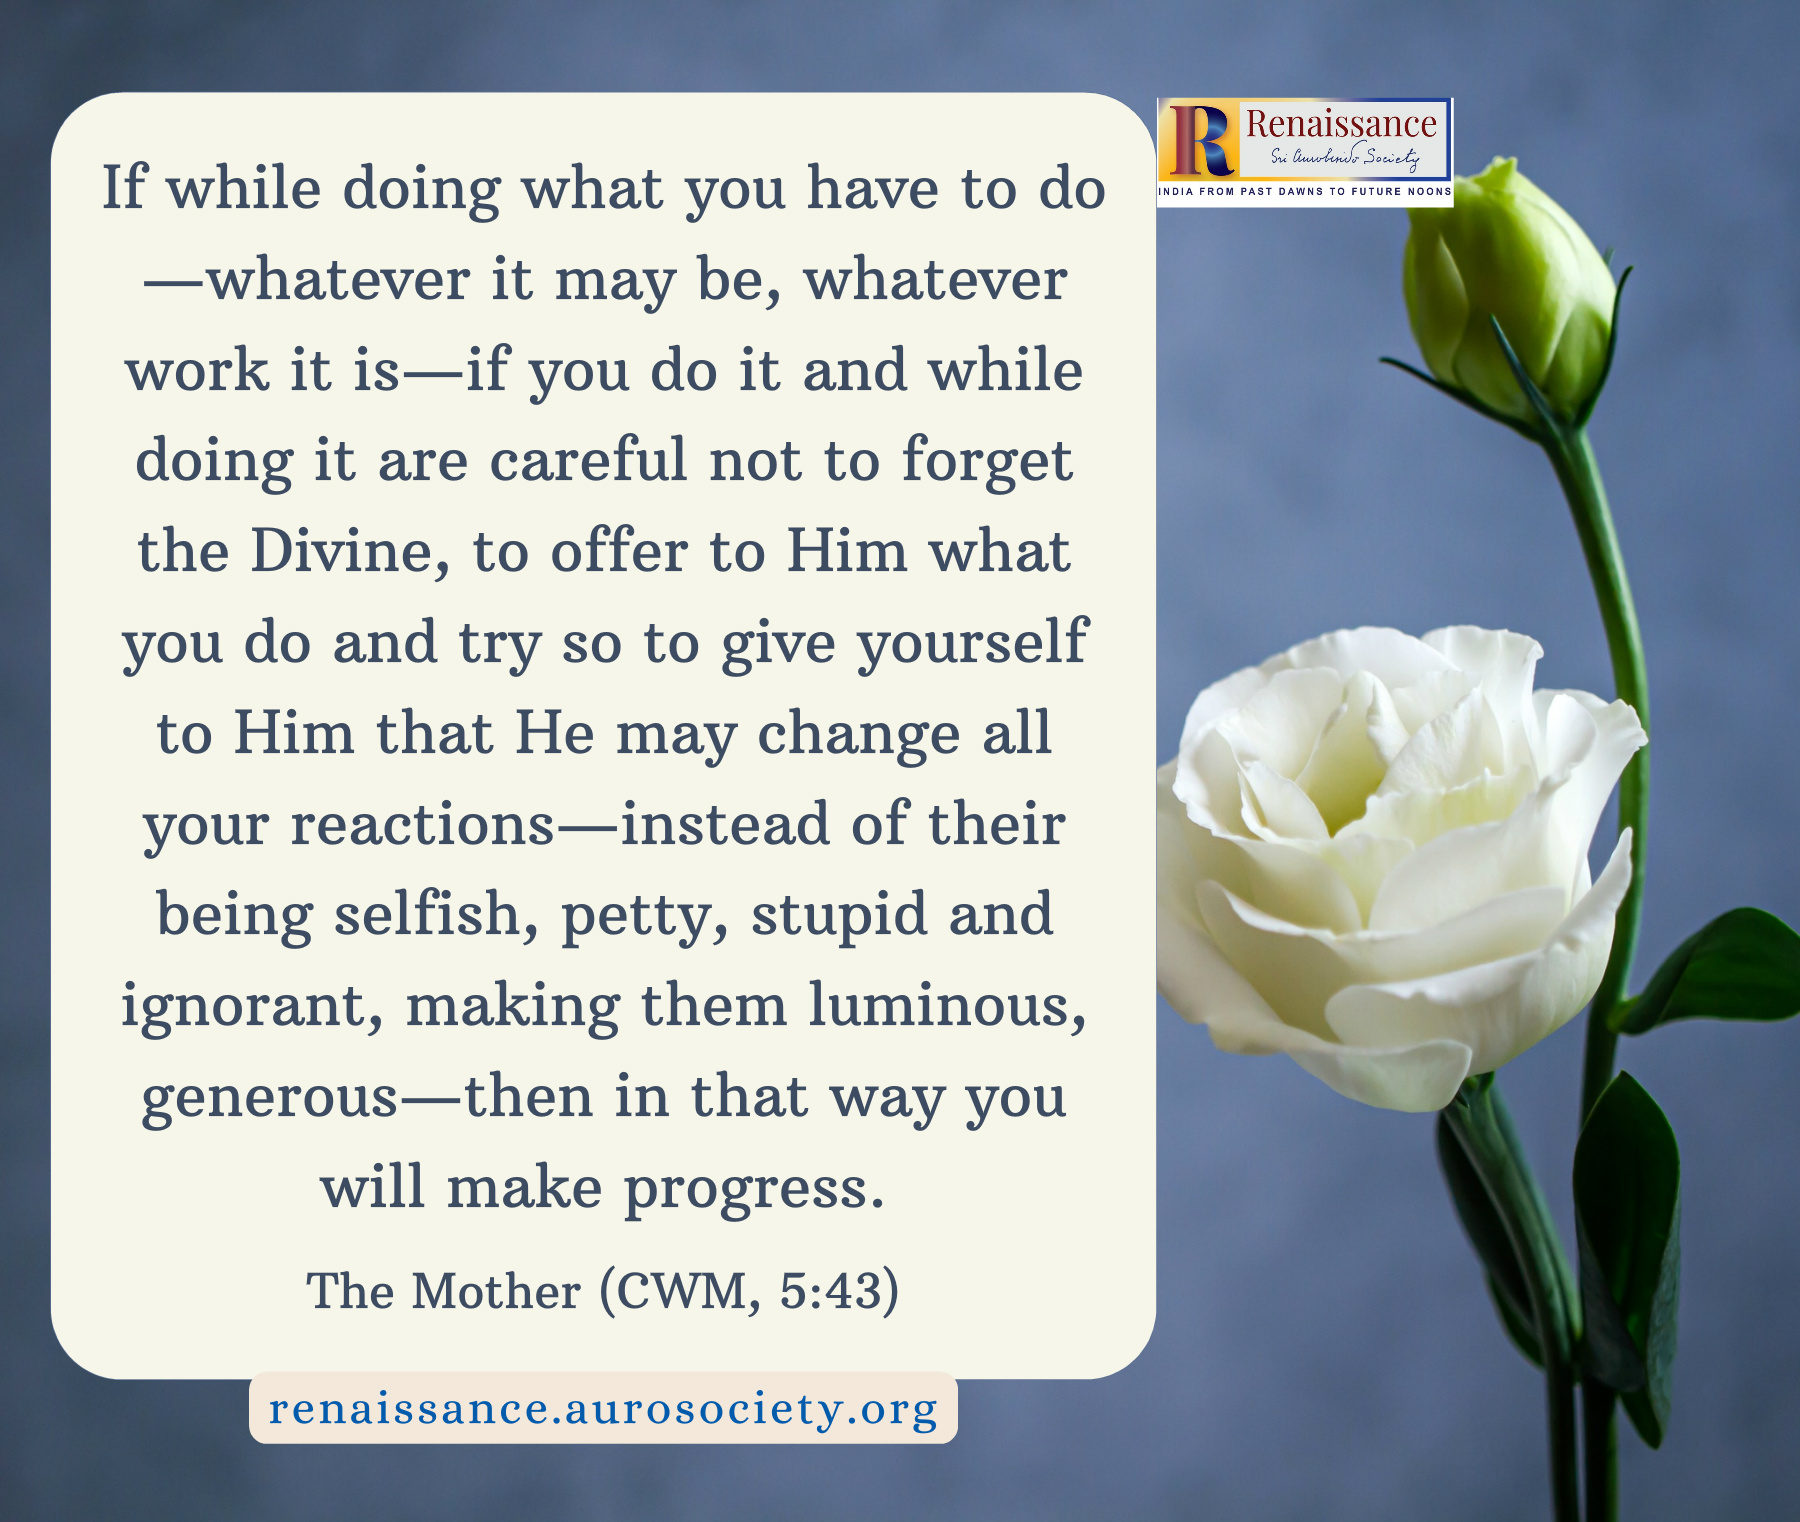 If while doing what you have to do
—whatever it may be, whatever
work it is—if you do it and while
doing it are careful not to forget
the Divine, to offer to Him what
you do and try so to give yourself
to Him that He may change all
your reactions—instead of their
being selfish, petty, stupid and
ignorant, making them luminous,
generous—then in that way you
will make progress.
The Mother (CWM, 5:43)
renaissance.aurosociety.org
R
Renaissance
Sri Aurobindo Society
INDIA FROM PAST DAWNS TO FUTURE NOONS